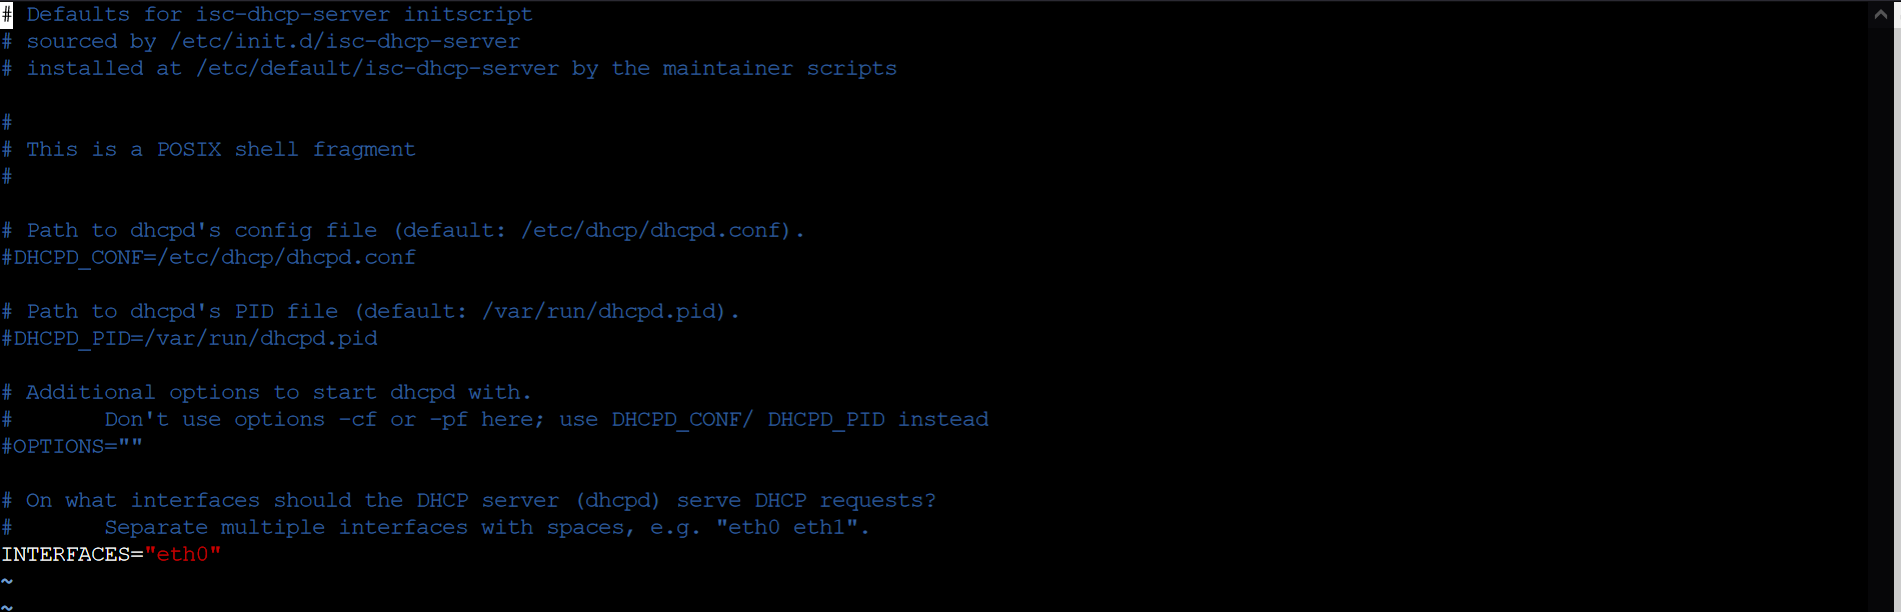 # Defaults for isc-dhcp-server initscript
# sourced by /etc/init.d/isc-dhcp-server
# installed at /etc/default/isc-dhcp-server by the maintainer scripts
#
# This is a POSIX shell fragment
#
# Path to dhcpd's config file (default: /etc/dhcp/dhcpd.conf).
#DHCPD_CONF=/etc/dhcp/dhcpd.conf
# Path to dhcpd's PID file (default: /var/run/dhcpd.pid).
#DHCPD_PID=/var/run/dhcpd.pid
# Additional options to start dhcpd with.
#       Don't use options -cf or -pf here; use DHCPD_CONF/ DHCPD_PID instead
#OPTIONS=""
# On what interfaces should the DHCP server (dhcpd) serve DHCP requests?
#       Separate multiple interfaces with spaces, e.g. "eth0 eth1".
INTERFACES="eth0"
~
~